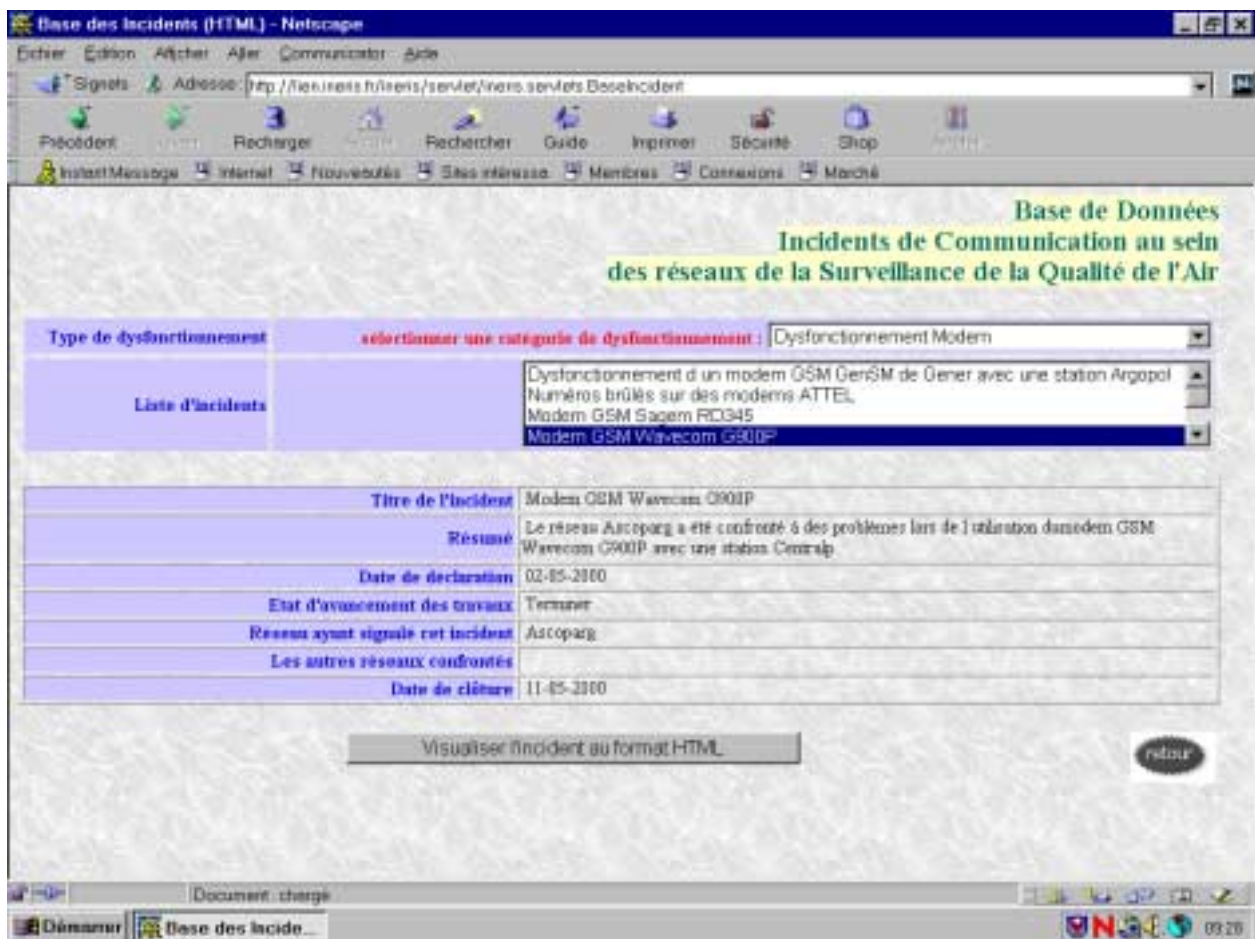 Base des Incidents (HTML) - Netscape
Fichier Edition Afficher Aller Communicator Aide
Signets Adresse: http://lien.ineris.fr/ineris/servlet/ineris.servlets.BaseIncident
Précédent Recharger Rechercher Guide Imprimer Sécurité Shop
Instant Message Internet Nouveautés Sites intéressa. Membres Connexions Marché
Base de Données
Incidents de Communication au sein
des réseaux de la Surveillance de la Qualité de l'Air
Type de dysfonctionnement sélectionner une catégorie de dysfonctionnement : Dysfonctionnement Modem
Liste d'incidents
Dysfonctionnement d un modem GSM GenSM de Gener avec une station Argopol
Numéros brûlés sur des modems ATTEL
Modem GSM Sagem RD345
Modem GSM Wavecom G900P
Titre de l'incident Modem GSM Wavecom G900P
Résumé Le réseau Ascoparg a été confronté à des problèmes lors de l utilisation dumodem GSM
Wavecom G900P avec une station Centralp
Date de declaration 02-05-2000
Etat d'avancement des travaux Terminer
Réseau ayant signalé cet incident Ascoparg
Les autres réseaux confrontés
Date de clôture 11-05-2000
Visualiser l'incident au format HTML
retour
Document: chargé
Démarrer Base des Incide...
09:28